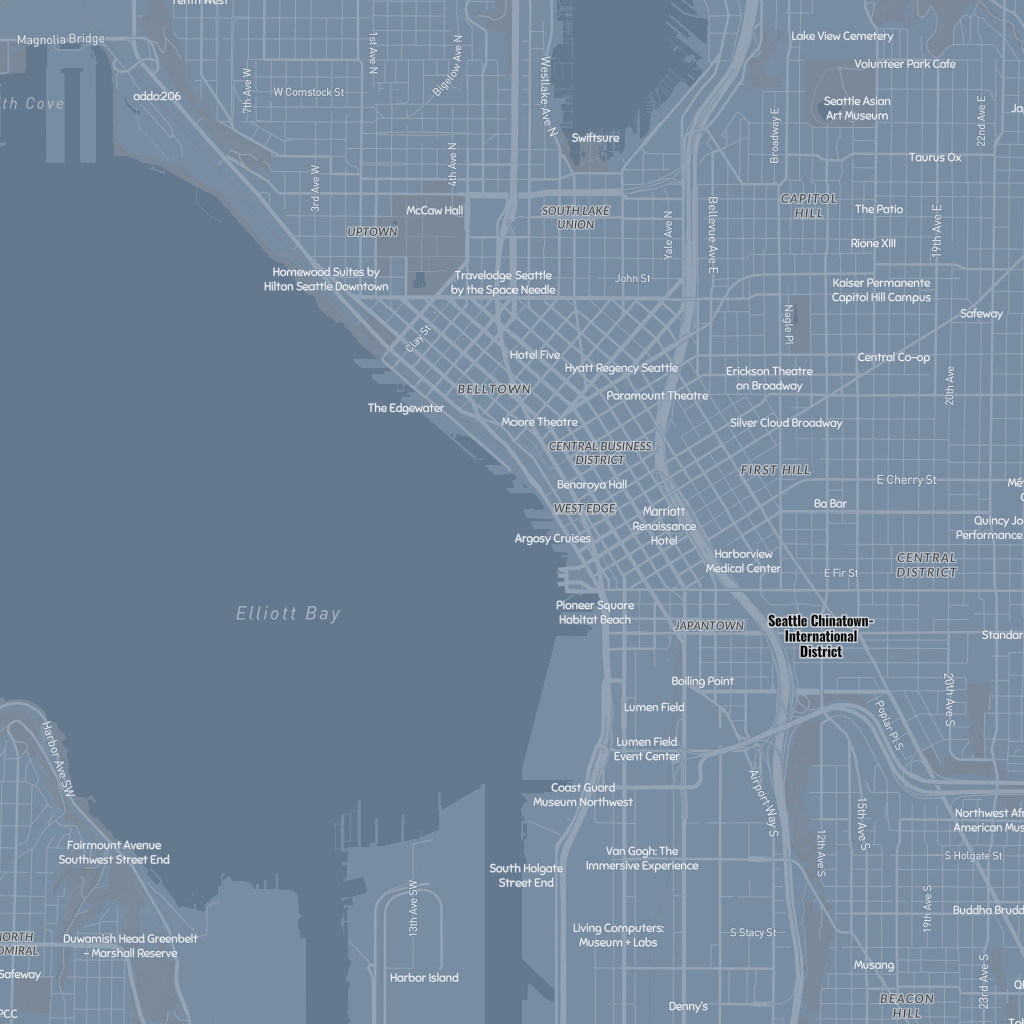 Tenth West
Magnolia Bridge
1st Ave N
Bigelow Ave N
Westlake Ave N
Lake View Cemetery
Volunteer Park Cafe
addo:206
7th Ave W
W Comstock St
Seattle Asian
Art Museum
22nd Ave E
th Cove
Broadway E
Swiftsure
4th Ave N
3rd Ave W
Taurus Ox
McCaw Hall
SOUTH LAKE
UNION
CAPITOL
HILL
The Patio
UPTOWN
Yale Ave N
Bellevue Ave E
19th Ave E
Rione XIII
Homewood Suites by
Hilton Seattle Downtown
Travelodge Seattle
by the Space Needle
John St
Kaiser Permanente
Capitol Hill Campus
Nagle Pl
Safeway
Clay St
Hotel Five
Hyatt Regency Seattle
Central Co-op
Erickson Theatre
on Broadway
BELLTOWN
20th Ave
Paramount Theatre
The Edgewater
Moore Theatre
Silver Cloud Broadway
CENTRAL BUSINESS
DISTRICT
FIRST HILL
Benaroya Hall
E Cherry St
WEST EDGE
Ba Bar
Marriott
Renaissance
Hotel
Quincy Jo
Performance
Argosy Cruises
Harborview
Medical Center
CENTRAL
DISTRICT
E Fir St
Elliott Bay
Pioneer Square
Habitat Beach
JAPANTOWN
Seattle Chinatown-
International
District
Standar
Boiling Point
20th Ave S
Lumen Field
Poplar Pl S
Lumen Field
Event Center
Harbor Ave SW
Airport Way S
Coast Guard
Museum Northwest
15th Ave S
Northwest Afr
American Mus
12th Ave S
Fairmount Avenue
Southwest Street End
Van Gogh: The
Immersive Experience
S Holgate St
South Holgate
Street End
13th Ave SW
19th Ave S
Buddha Brudd
Duwamish Head Greenbelt
- Marshall Reserve
Living Computers:
Museum + Labs
S Stacy St
NORTH
DMIRAL
Safeway
Harbor Island
Musang
23rd Ave S
BEACON
HILL
Denny's
PCC